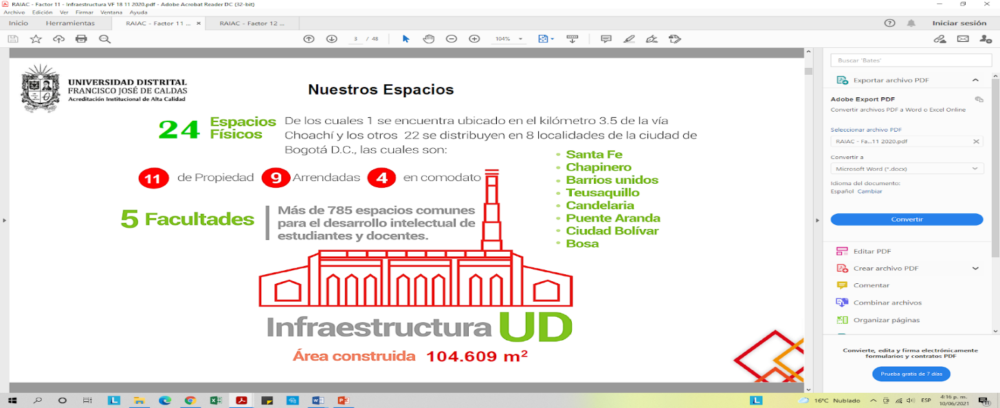 RAIAC - Factor 11 - Infraestructura VF 18 11 2020.pdf - Adobe Acrobat Reader DC (32-bit)
Archivo Edición Ver Firmar Ventana Ayuda
Inicio Herramientas RAIAC - Factor 11 ... × RAIAC - Factor 12 ... Iniciar sesión
3 / 48 104%
UNIVERSIDAD DISTRITAL
FRANCISCO JOSÉ DE CALDAS
Acreditación Institucional de Alta Calidad
Nuestros Espacios
24 Espacios
Físicos
De los cuales 1 se encuentra ubicado en el kilómetro 3.5 de la vía
Choachí y los otros 22 se distribuyen en 8 localidades de la ciudad de
Bogotá D.C., las cuales son:
11 de Propiedad 9 Arrendadas 4 en comodato
• Santa Fe
• Chapinero
• Barrios unidos
• Teusaquillo
• Candelaria
• Puente Aranda
• Ciudad Bolívar
• Bosa
5 Facultades
Más de 785 espacios comunes
para el desarrollo intelectual de
estudiantes y docentes.
Infraestructura UD
Área construida 104.609 m²
Buscar 'Bates'
Exportar archivo PDF
Adobe Export PDF
Convertir archivos PDF a Word o Excel Online
Seleccionar archivo PDF
RAIAC - Fa...11 2020.pdf
Convertir a
Microsoft Word (*.docx)
Idioma del documento:
Español Cambiar
Convertir
Editar PDF
Crear archivo PDF
Comentar
Combinar archivos
Organizar páginas
Convierte, edita y firma electrónicamente
formularios y contratos PDF
Prueba gratis de 7 días
16°C Nublado ESP 4:16 p. m.
10/06/2021